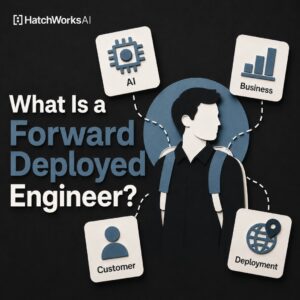 HatchWorksAI
What Is a
Forward
Deployed
Engineer?
AI
Business
Customer
Deployment